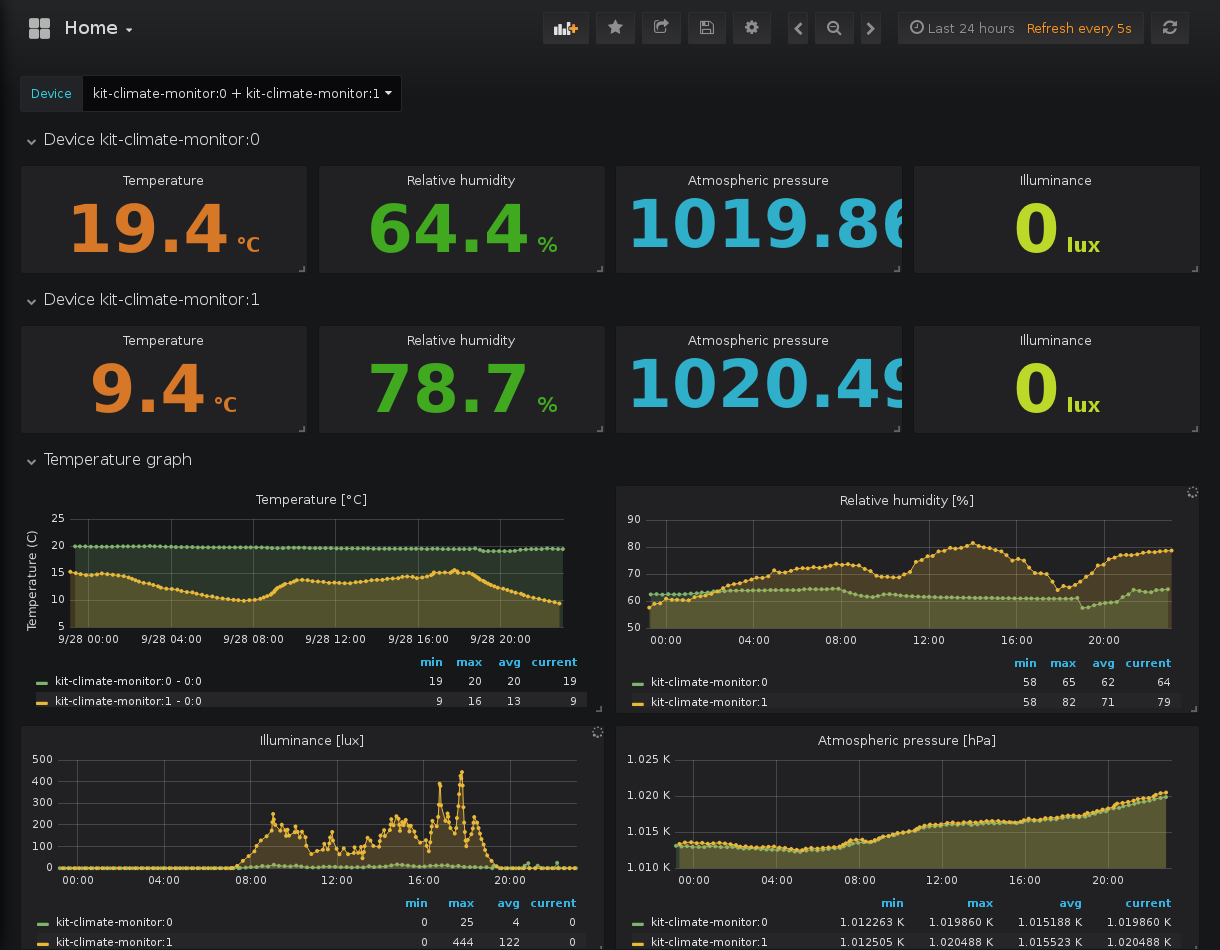 Home
Last 24 hours Refresh every 5s
Device kit-climate-monitor:0 + kit-climate-monitor:1
Device kit-climate-monitor:0
Temperature Relative humidity Atmospheric pressure Illuminance
19.4 °C 64.4 % 1019.86 0 lux
Device kit-climate-monitor:1
Temperature Relative humidity Atmospheric pressure Illuminance
9.4 °C 78.7 % 1020.49 0 lux
Temperature graph
Temperature [°C]
Temperature (C)
25
20
15
10
5
9/28 00:00 9/28 04:00 9/28 08:00 9/28 12:00 9/28 16:00 9/28 20:00
min max avg current
kit-climate-monitor:0 - 0:0 19 20 20 19
kit-climate-monitor:1 - 0:0 9 16 13 9
Relative humidity [%]
90
80
70
60
50
00:00 04:00 08:00 12:00 16:00 20:00
min max avg current
kit-climate-monitor:0 58 65 62 64
kit-climate-monitor:1 58 82 71 79
Illuminance [lux]
500
400
300
200
100
0
00:00 04:00 08:00 12:00 16:00 20:00
min max avg current
kit-climate-monitor:0 0 25 4 0
kit-climate-monitor:1 0 444 122 0
Atmospheric pressure [hPa]
1.025 K
1.020 K
1.015 K
1.010 K
00:00 04:00 08:00 12:00 16:00 20:00
min max avg current
kit-climate-monitor:0 1.012263 K 1.019860 K 1.015188 K 1.019860 K
kit-climate-monitor:1 1.012505 K 1.020488 K 1.015523 K 1.020488 K